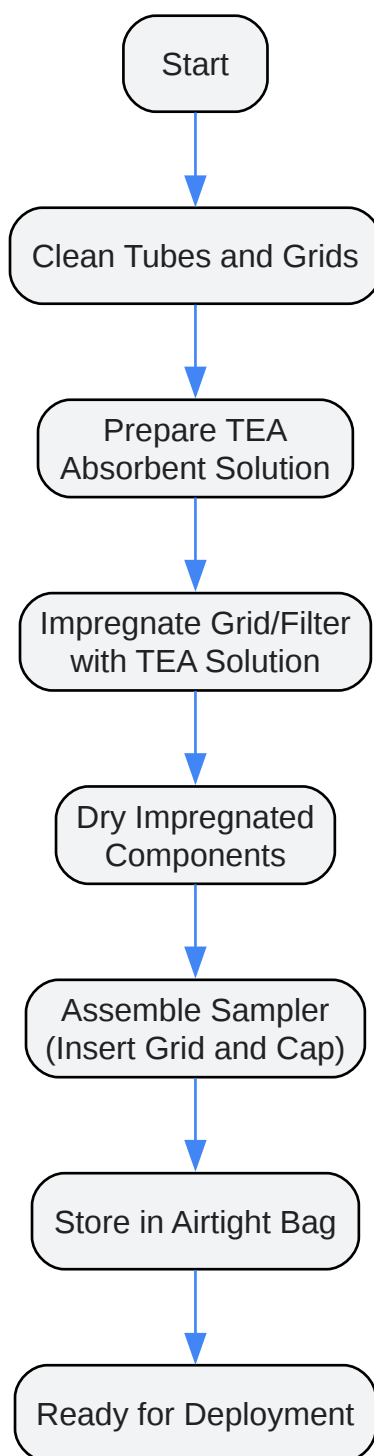 Start
Clean Tubes and Grids
Prepare TEA
Absorbent Solution
Impregnate Grid/Filter
with TEA Solution
Dry Impregnated
Components
Assemble Sampler
(Insert Grid and Cap)
Store in Airtight Bag
Ready for Deployment